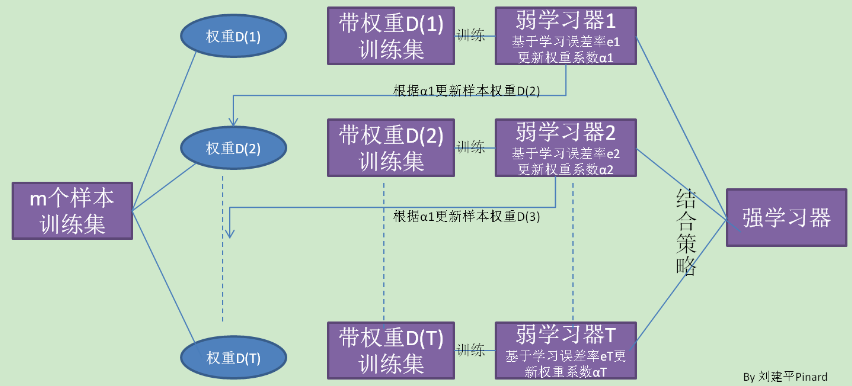 权重D(1)
带权重D(1)
训练集
训练
弱学习器1
基于学习误差率e1
更新权重系数α1
根据α1更新样本权重D(2)
权重D(2)
带权重D(2)
训练集
训练
弱学习器2
基于学习误差率e2
更新权重系数α2
m个样本
训练集
根据α1更新样本权重D(3)
结合策略
强学习器
权重D(T)
带权重D(T)
训练集
训练
弱学习器T
基于学习误差率eT更
新权重系数αT
By 刘建平Pinard